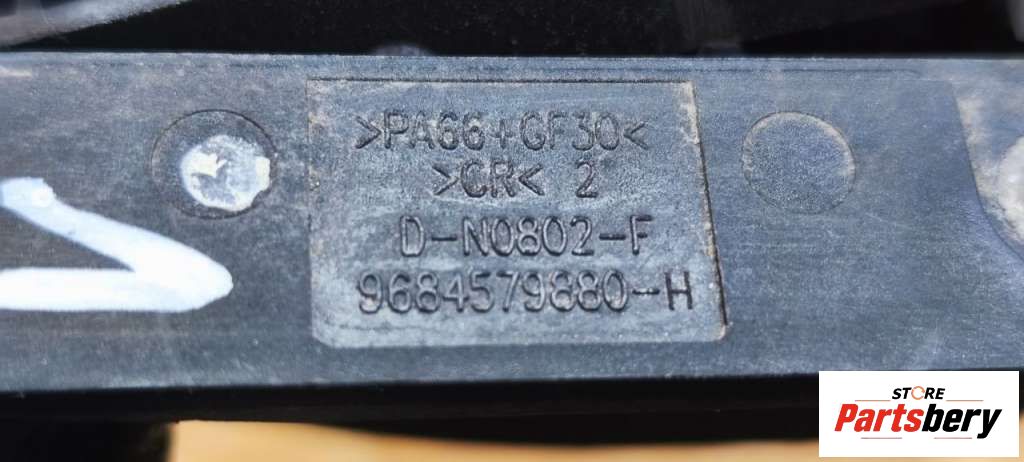 >PA66+GF30<
>CR< 2
D-N0802-F
9684579880-H
STORE
Partsbery